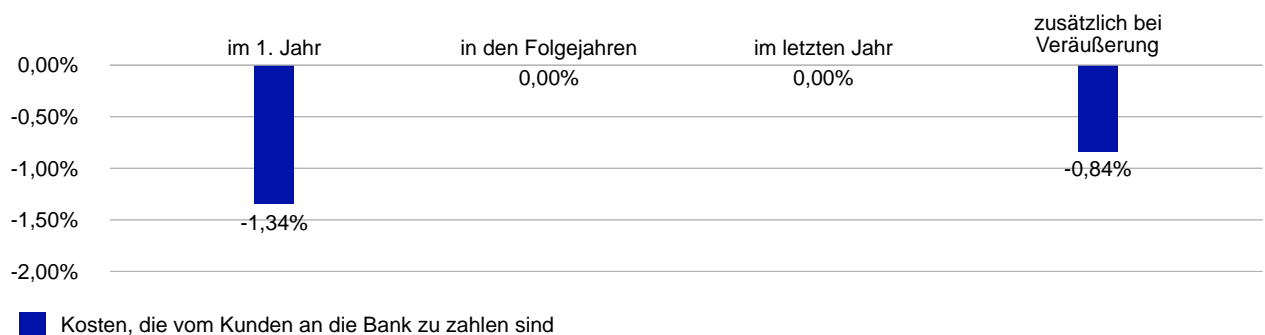 im 1. Jahr
in den Folgejahren
im letzten Jahr
zusätzlich bei
Veräußerung
0,00%
0,00%
0,00%
-0,50%
-1,00%
-0,84%
-1,50%
-1,34%
-2,00%
Kosten, die vom Kunden an die Bank zu zahlen sind